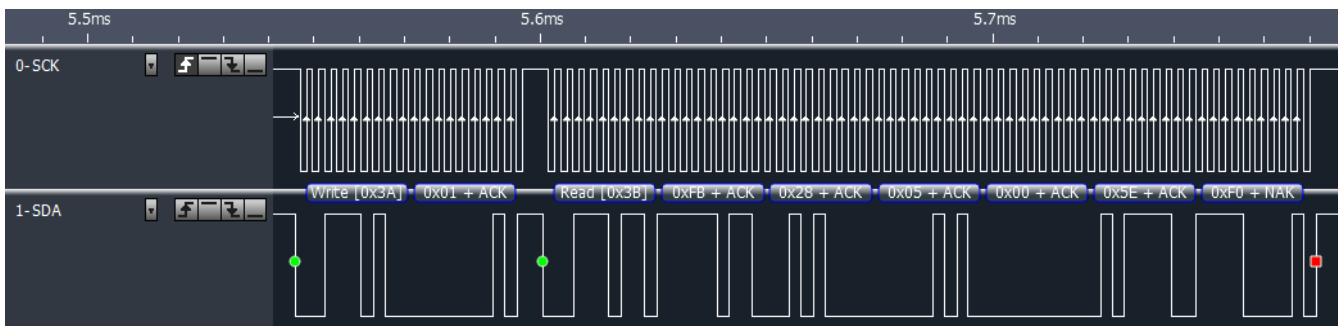 5.5ms 5.6ms 5.7ms
0-SCK
Write [0x3A] 0x01 + ACK Read [0x3B] 0xFB + ACK 0x28 + ACK 0x05 + ACK 0x00 + ACK 0x5E + ACK 0xF0 + NAK
1-SDA